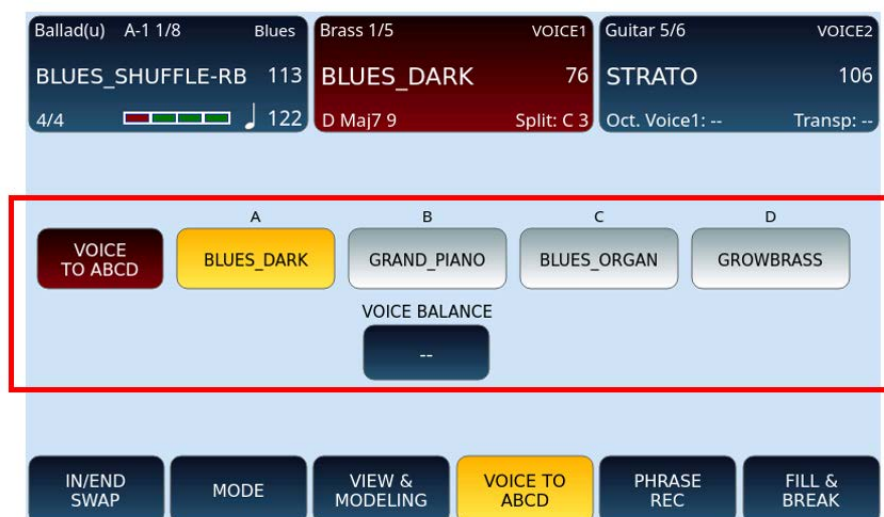 Ballad(u) A-1 1/8 Blues
BLUES_SHUFFLE-RB 113
4/4 122
Brass 1/5 VOICE1
BLUES_DARK 76
D Maj7 9 Split: C 3
Guitar 5/6 VOICE2
STRATO 106
Oct. Voice1: -- Transp: --
A B C D
VOICE
TO ABCD
BLUES_DARK
GRAND_PIANO
BLUES_ORGAN
GROWBRASS
VOICE BALANCE
--
IN/END
SWAP
MODE
VIEW &
MODELING
VOICE TO
ABCD
PHRASE
REC
FILL &
BREAK